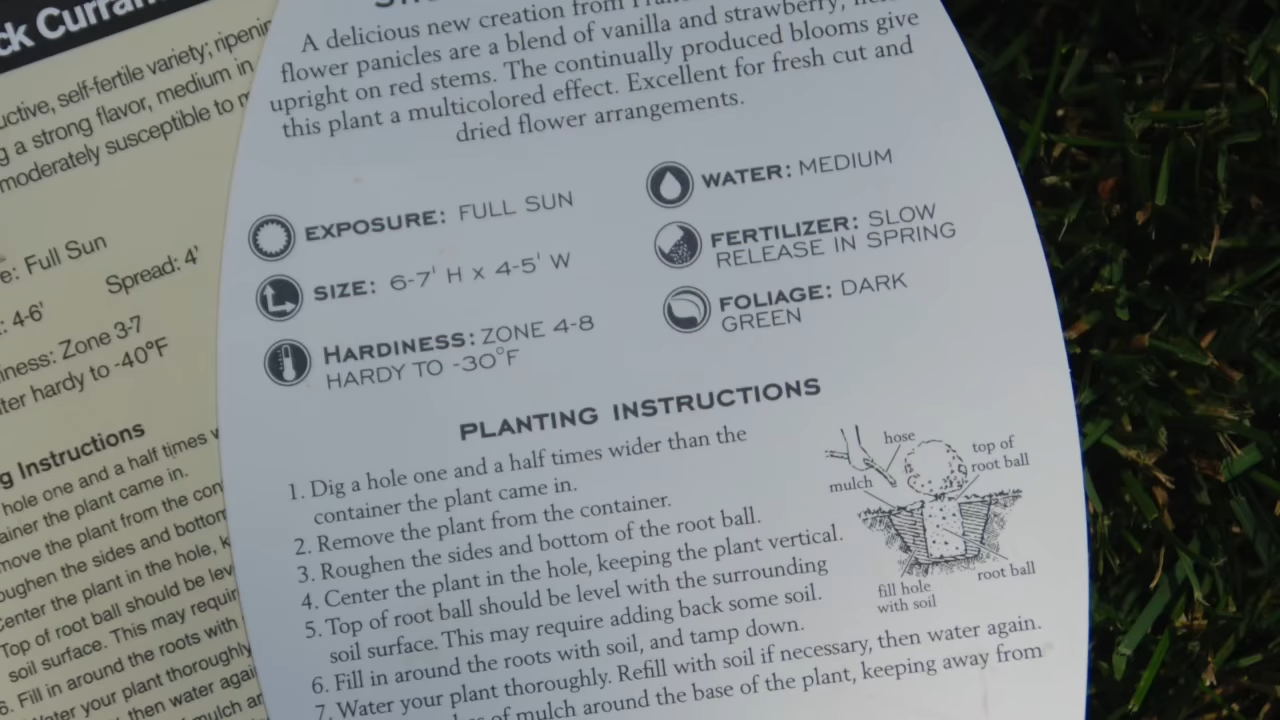 A delicious new creation from
flower panicles are a blend of vanilla and strawberry,
upright on red stems. The continually produced blooms give
this plant a multicolored effect. Excellent for fresh cut and
dried flower arrangements.
EXPOSURE: FULL SUN
SIZE: 6-7' H x 4-5' W
HARDINESS: ZONE 4-8
HARDY TO -30°F
WATER: MEDIUM
FERTILIZER: SLOW
RELEASE IN SPRING
FOLIAGE: DARK
GREEN
PLANTING INSTRUCTIONS
1. Dig a hole one and a half times wider than the
container the plant came in.
2. Remove the plant from the container.
3. Roughen the sides and bottom of the root ball.
4. Center the plant in the hole, keeping the plant vertical.
5. Top of root ball should be level with the surrounding
soil surface. This may require adding back some soil.
6. Fill in around the roots with soil, and tamp down.
7. Water your plant thoroughly. Refill with soil if necessary, then water again.
of mulch around the base of the plant, keeping away from
hose
top of
root ball
mulch
root ball
fill hole
with soil
ck Curran
uctive, self-fertile variety; ripenin
g a strong flavor, medium in
moderately susceptible to m
e: Full Sun
: 4-6'
Spread: 4'
iness: Zone 3-7
ter hardy to -40°F
g Instructions
hole one and a half times w
ainer the plant came in.
move the plant from the con
oughen the sides and bottom
Center the plant in the hole, k
Top of root ball should be lev
soil surface. This may requir
6. Fill in around the roots with
Water your plant thoroughly
, then water agai
mulch ar